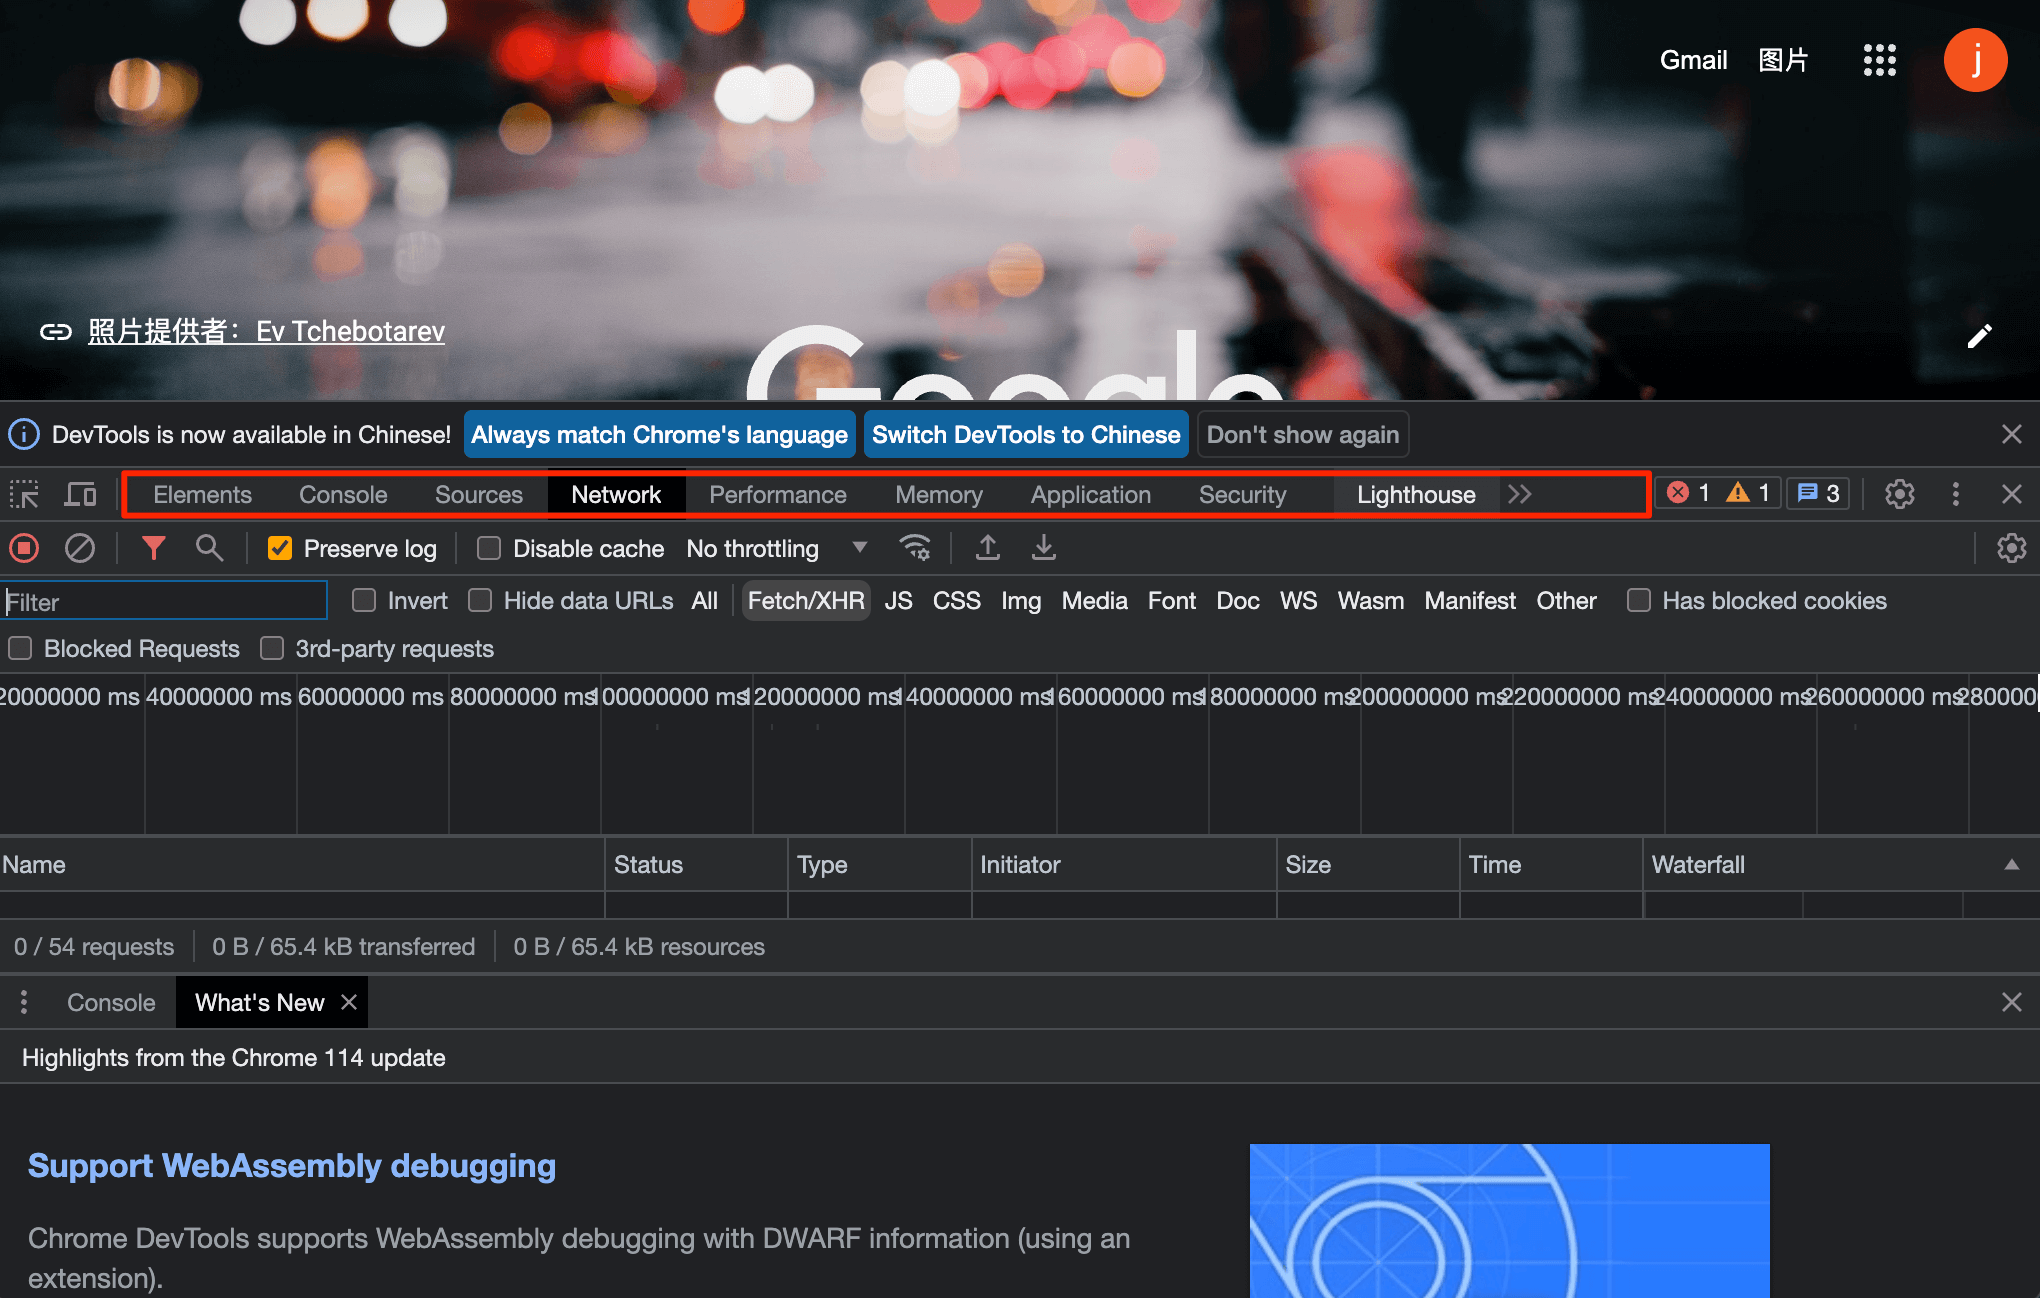 Gmail 图片 j
照片提供者：Ev Tchebotarev
Google
DevTools is now available in Chinese! Always match Chrome's language Switch DevTools to Chinese Don't show again
Elements Console Sources Network Performance Memory Application Security Lighthouse 1 1 3
Preserve log Disable cache No throttling
Filter Invert Hide data URLs All Fetch/XHR JS CSS Img Media Font Doc WS Wasm Manifest Other Has blocked cookies
Blocked Requests 3rd-party requests
20000000 ms 40000000 ms 60000000 ms 80000000 ms 100000000 ms 120000000 ms 140000000 ms 160000000 ms 180000000 ms 200000000 ms 220000000 ms 240000000 ms 260000000 ms 2800000
Name Status Type Initiator Size Time Waterfall
0 / 54 requests 0 B / 65.4 kB transferred 0 B / 65.4 kB resources
Console What's New
Highlights from the Chrome 114 update
Support WebAssembly debugging
Chrome DevTools supports WebAssembly debugging with DWARF information (using an
extension).